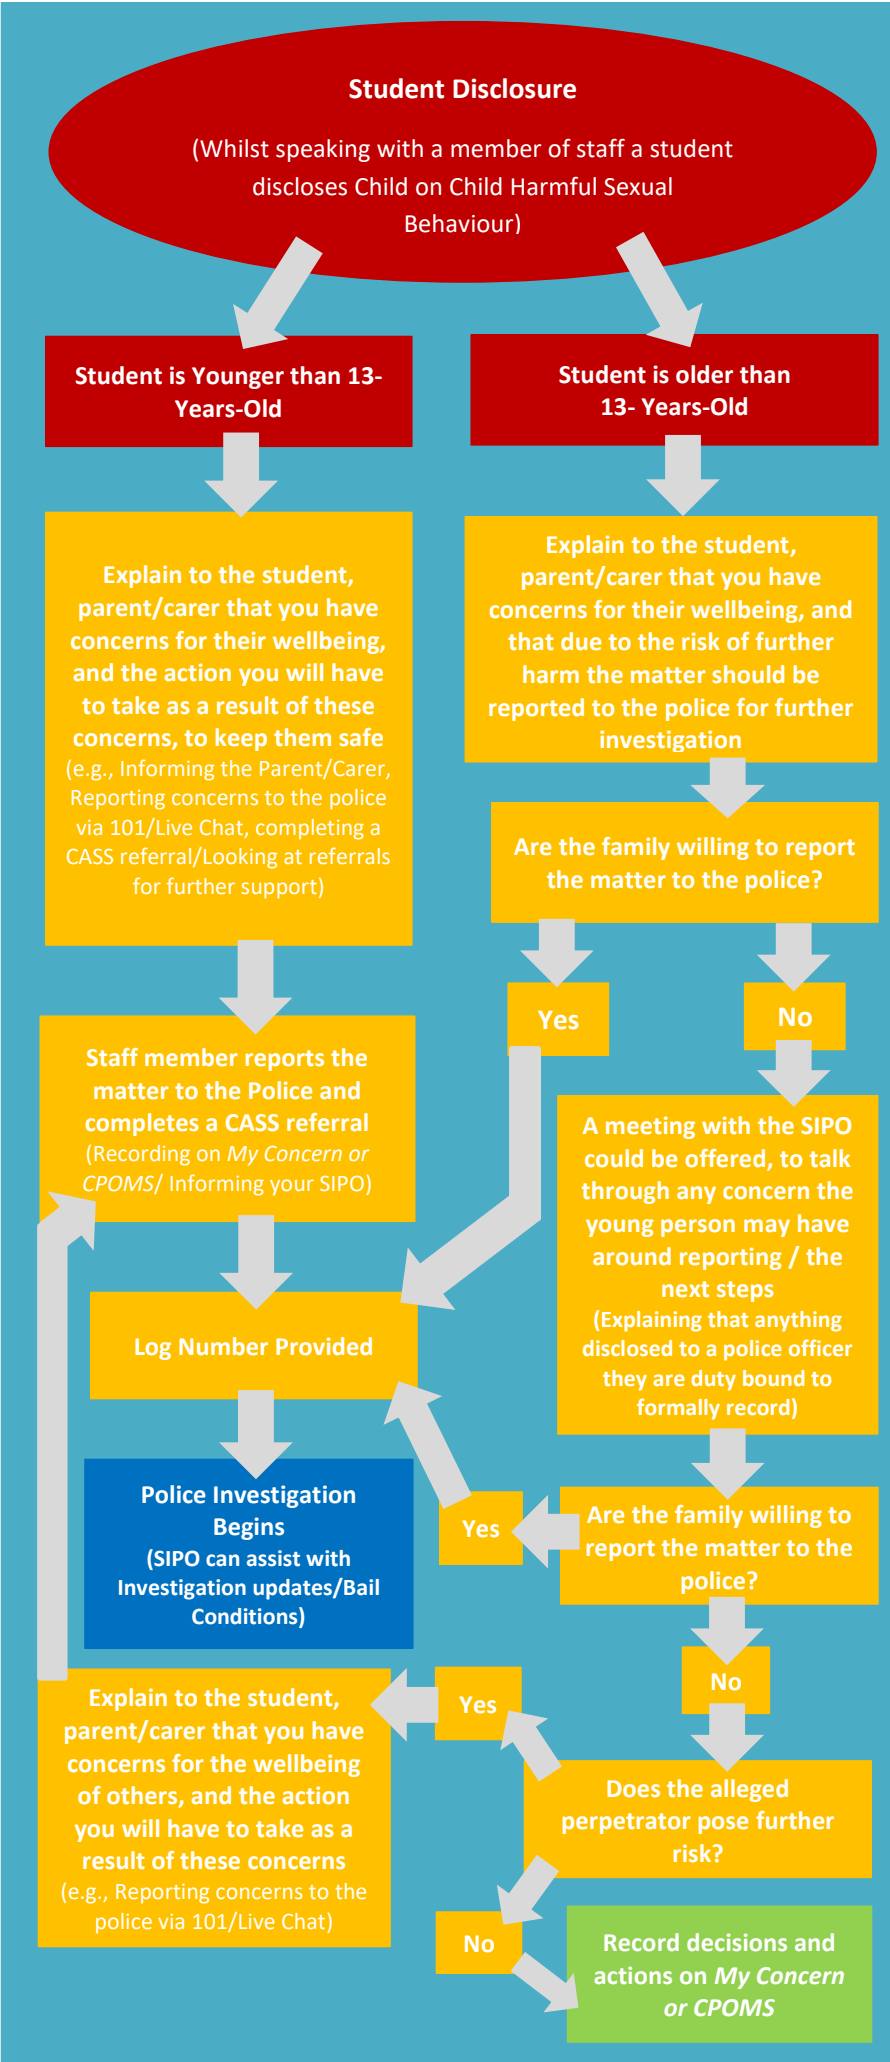 Student Disclosure
(Whilst speaking with a member of staff a student
discloses Child on Child Harmful Sexual
Behaviour)
Student is Younger than 13-
Years-Old
Student is older than
13- Years-Old
Explain to the student,
parent/carer that you have
concerns for their wellbeing,
and the action you will have
to take as a result of these
concerns, to keep them safe
(e.g., Informing the Parent/Carer,
Reporting concerns to the police
via 101/Live Chat, completing a
CASS referral/Looking at referrals
for further support)
Explain to the student,
parent/carer that you have
concerns for their wellbeing, and
that due to the risk of further
harm the matter should be
reported to the police for further
investigation
Are the family willing to report
the matter to the police?
Yes
No
Staff member reports the
matter to the Police and
completes a CASS referral
(Recording on My Concern or
CPOMS/ Informing your SIPO)
A meeting with the SIPO
could be offered, to talk
through any concern the
young person may have
around reporting / the
next steps
(Explaining that anything
disclosed to a police officer
they are duty bound to
formally record)
Log Number Provided
Police Investigation
Begins
(SIPO can assist with
Investigation updates/Bail
Conditions)
Yes
Are the family willing to
report the matter to the
police?
No
Explain to the student,
parent/carer that you have
concerns for the wellbeing
of others, and the action
you will have to take as a
result of these concerns
(e.g., Reporting concerns to the
police via 101/Live Chat)
Yes
Does the alleged
perpetrator pose further
risk?
No
Record decisions and
actions on My Concern
or CPOMS